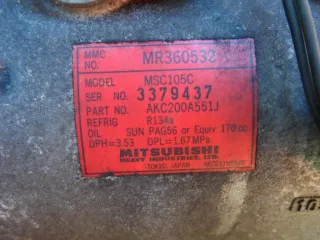 MMC NO. MR360532
MODEL MSC105C
SER NO. 3379437
PART NO. AKC200A551J
REFRIG R134a
OIL SUN PAG56 or Equiv 170 cc
DPH=3.53 DPL=1.67MPa
MITSUBISHI
HEAVY INDUSTRIES, LTD.
TOKYO JAPAN